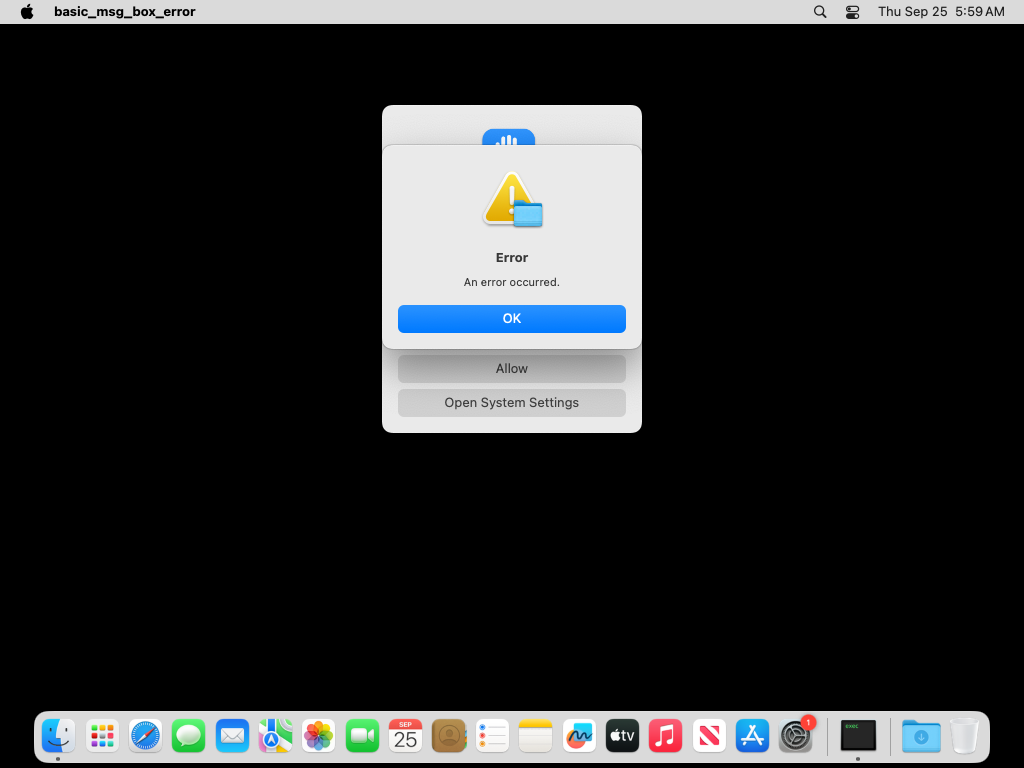 basic_msg_box_error
Thu Sep 25 5:59 AM
Error
An error occurred.
OK
Allow
Open System Settings
SEP
25
tv
1
exec